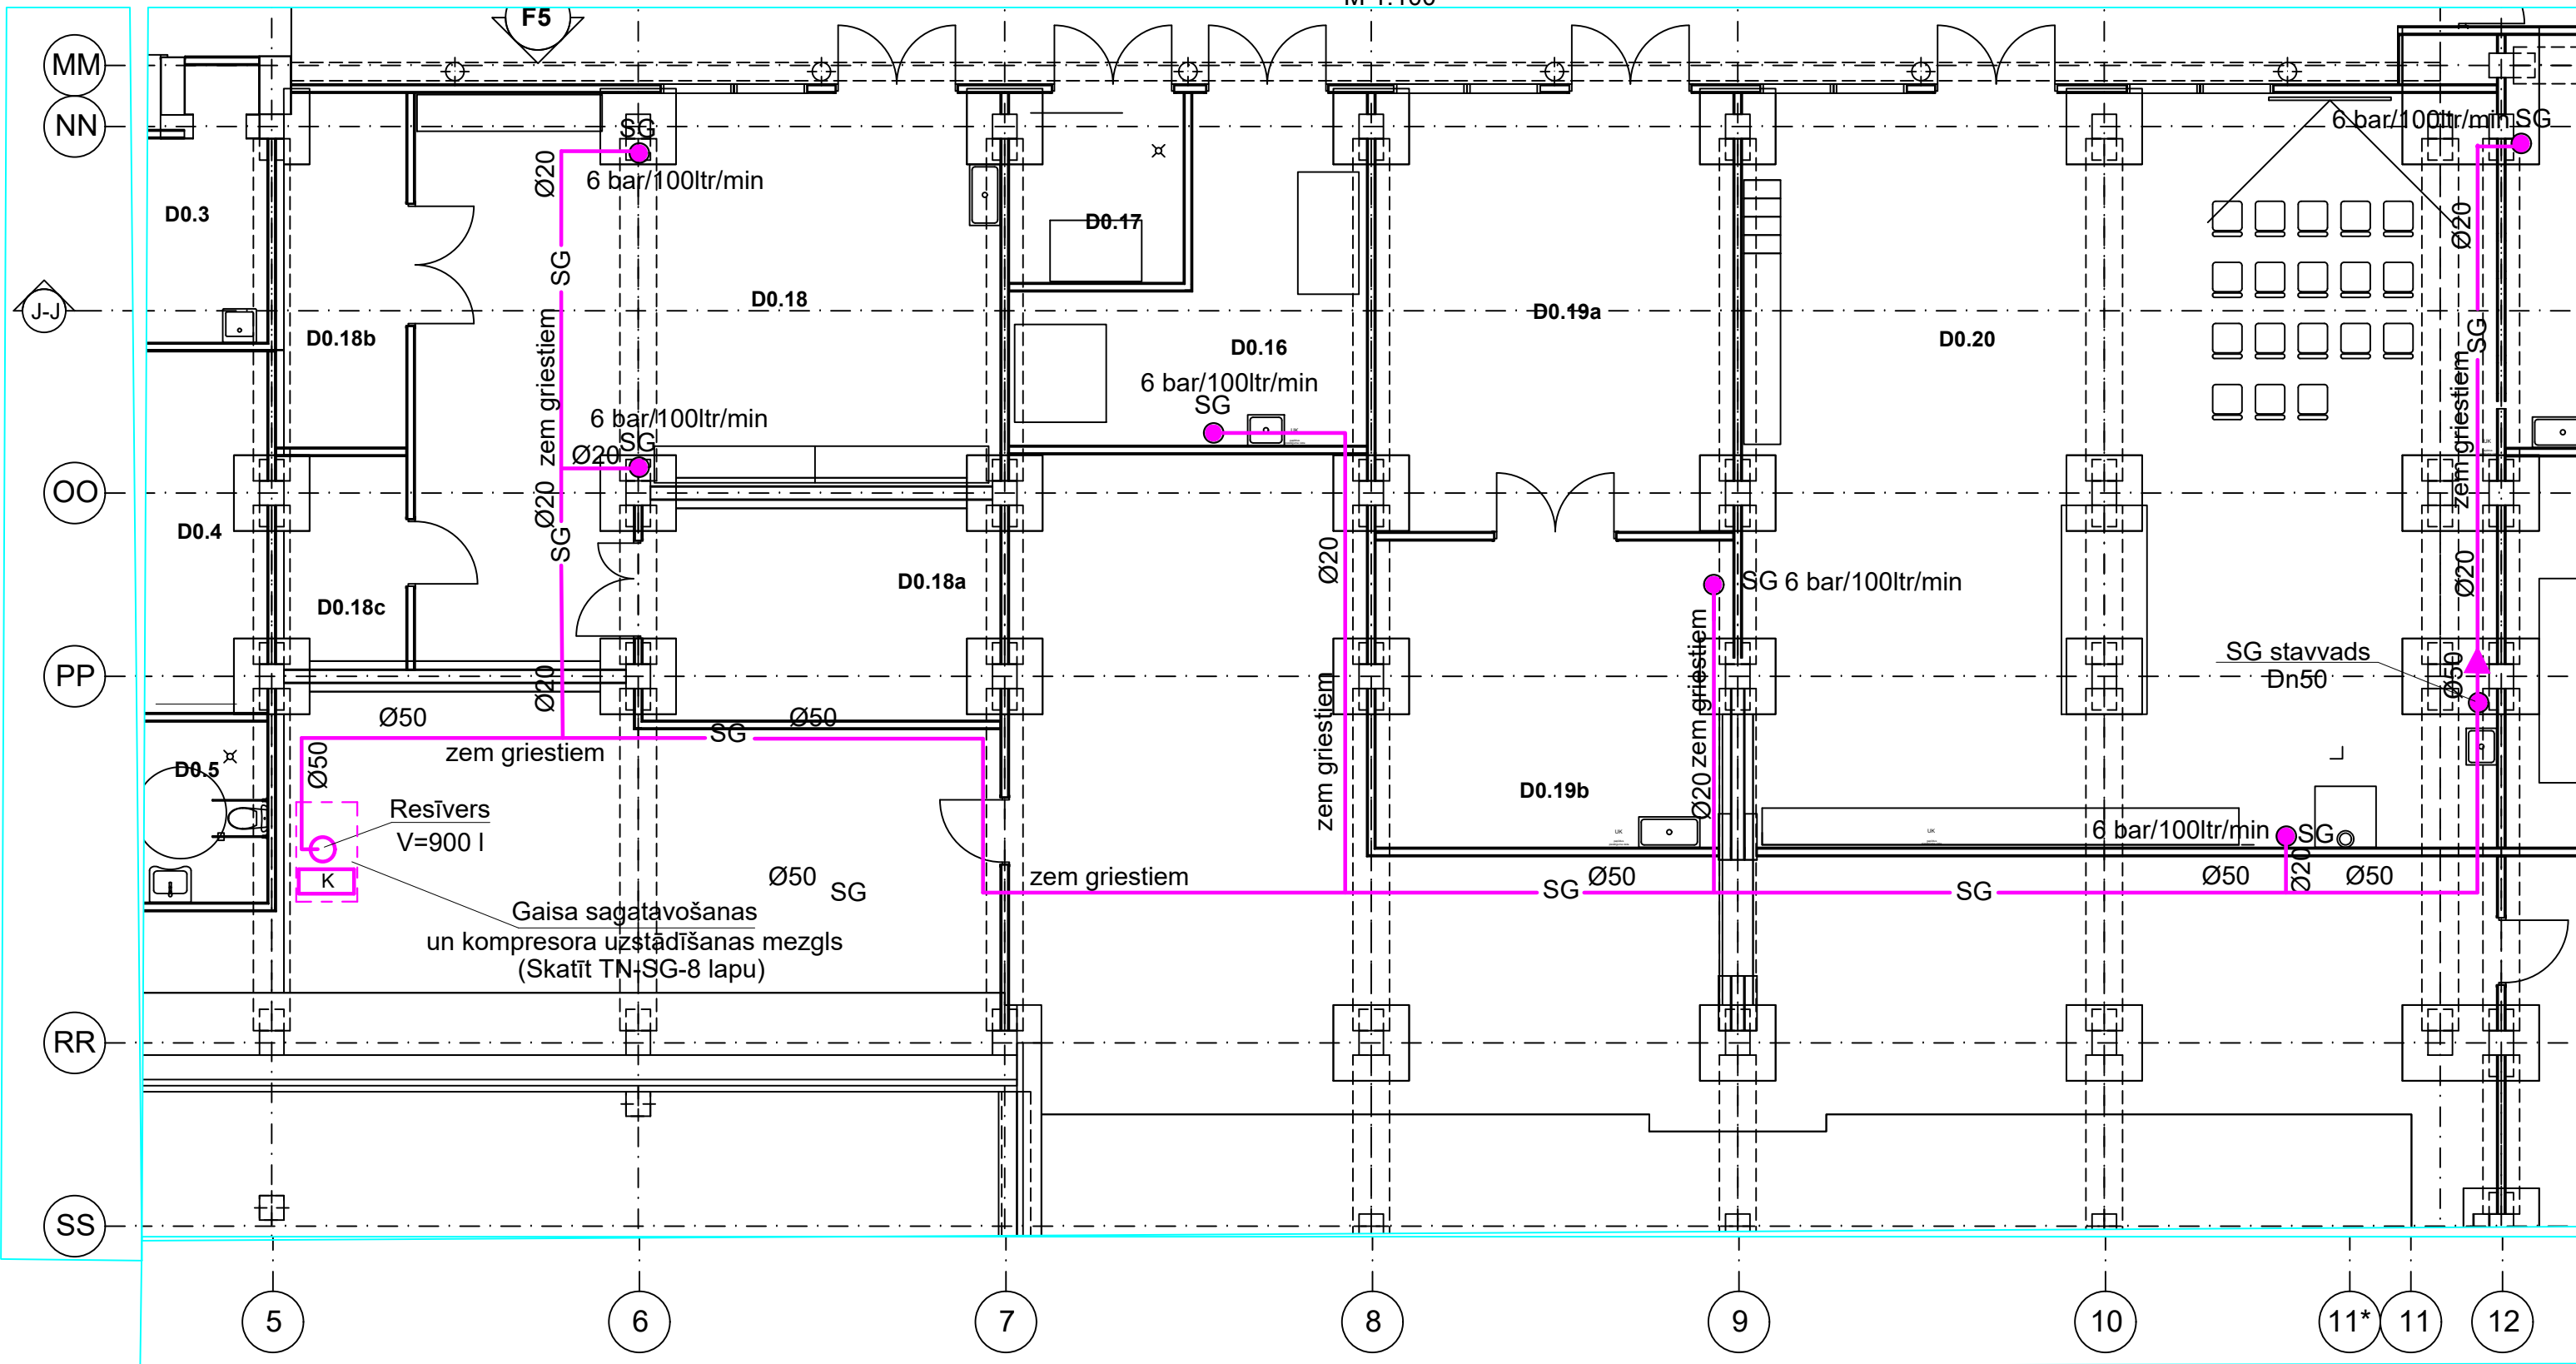 M 1:100
F5
MM
NN
SG
6 bar/100ltr/min
Ø20
6 bar/100ltr/min SG
D0.3
D0.17
Ø20
SG
J-J
D0.18b
D0.18
D0.16
D0.19a
D0.20
SG
zem griestiem
zem griestiem
6 bar/100ltr/min
SG
6 bar/100ltr/min
SG
Ø20
OO
Ø20
SG
D0.4
D0.18c
D0.18a
Ø20
SG 6 bar/100ltr/min
Ø20
zem griestiem
zem griestiem
PP
Ø20
SG stavvads
Dn50
Ø50
Ø50
Ø50
SG
zem griestiem
Ø50
D0.5
Resīvers
V=900 l
K
D0.19b
Ø20
UK
UK
UK
UK
6 bar/100ltr/min
SG
Ø20
Ø50
SG
zem griestiem
SG
Ø50
SG
Ø50
Ø50
Gaisa sagatavošanas
un kompresora uzstādīšanas mezgls
(Skatīt TN-SG-8 lapu)
RR
SS
5
6
7
8
9
10
11*
11
12